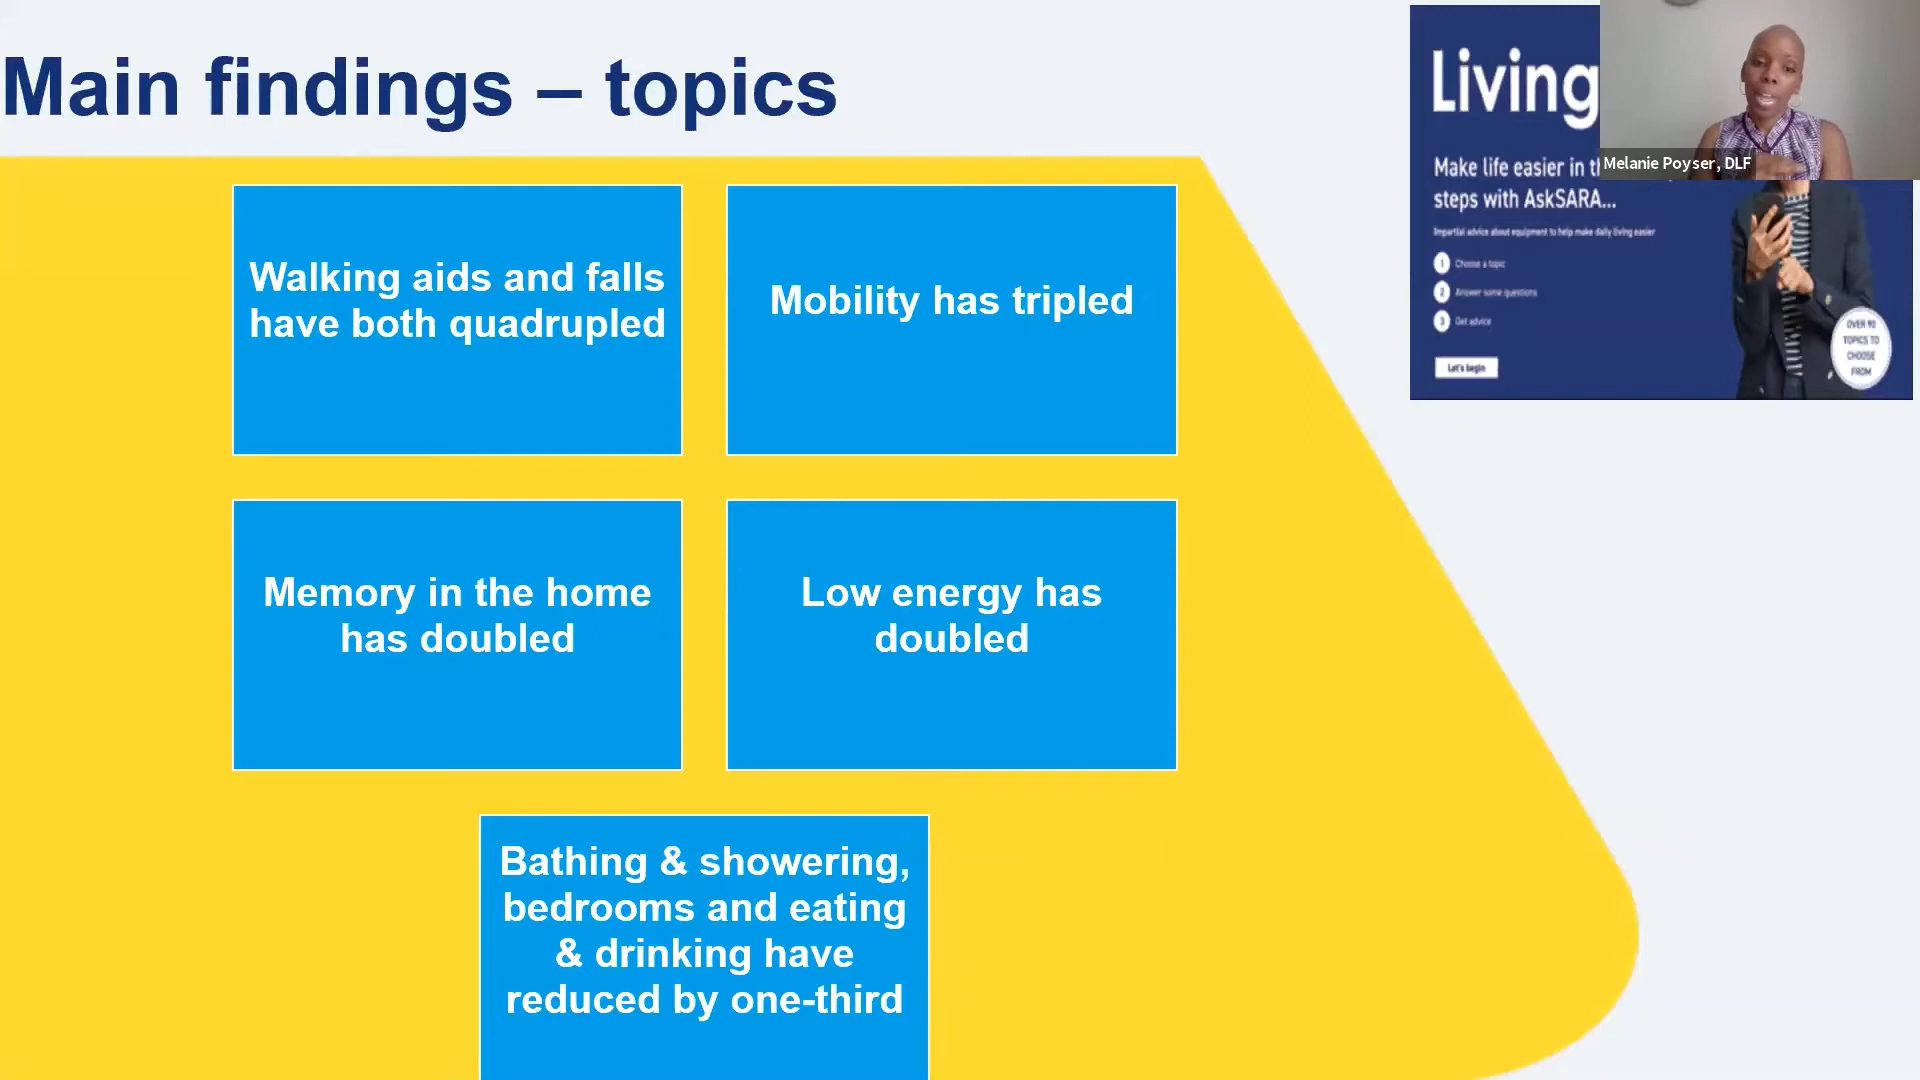 Main findings – topics
Walking aids and falls
have both quadrupled
Mobility has tripled
Memory in the home
has doubled
Low energy has
doubled
Bathing & showering,
bedrooms and eating
& drinking have
reduced by one-third
Living
Melanie Poyser, DLF
Make life easier in
steps with AskSARA...
Impartial advice about equipment to help make daily living easier
1 Choose a topic
2 Answer some questions
3 Get advice
Let's begin
OVER 90
TOPICS TO
CHOOSE
FROM